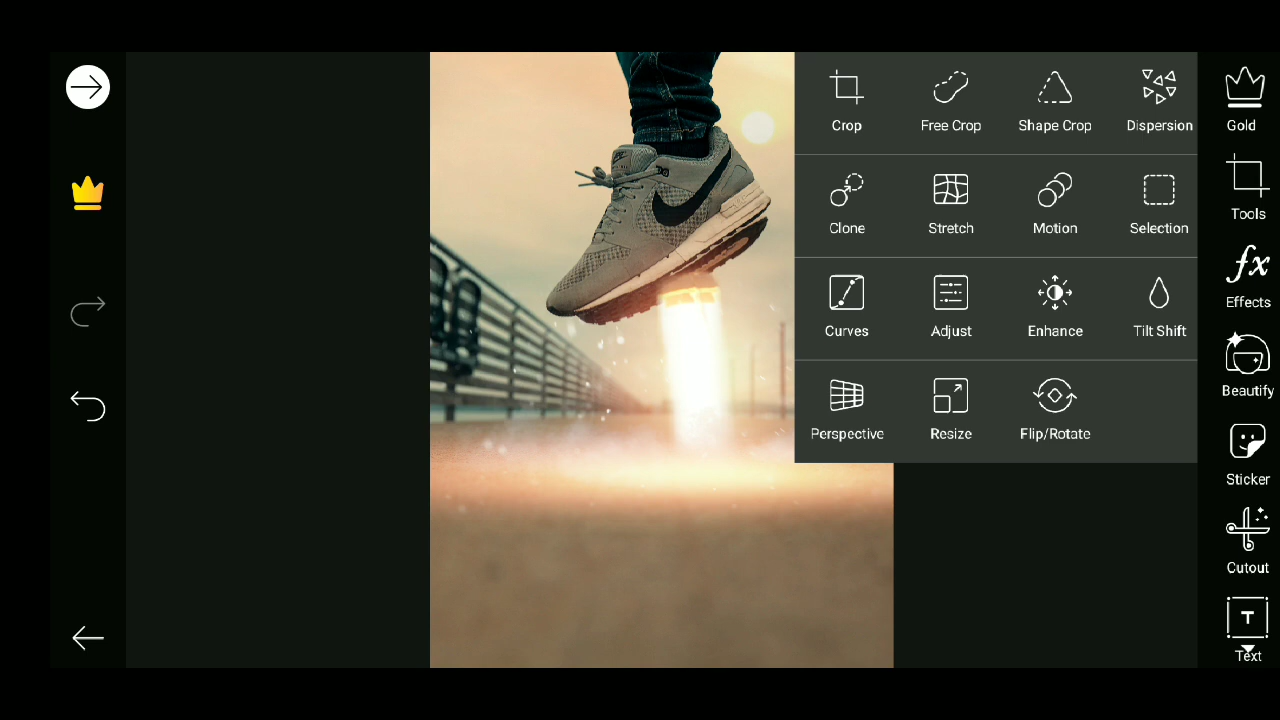 Crop Free Crop Shape Crop Dispersion
Clone Stretch Motion Selection
Curves Adjust Enhance Tilt Shift
Perspective Resize Flip/Rotate
Gold
Tools
fx
Effects
Beautify
Sticker
Cutout
T
Text